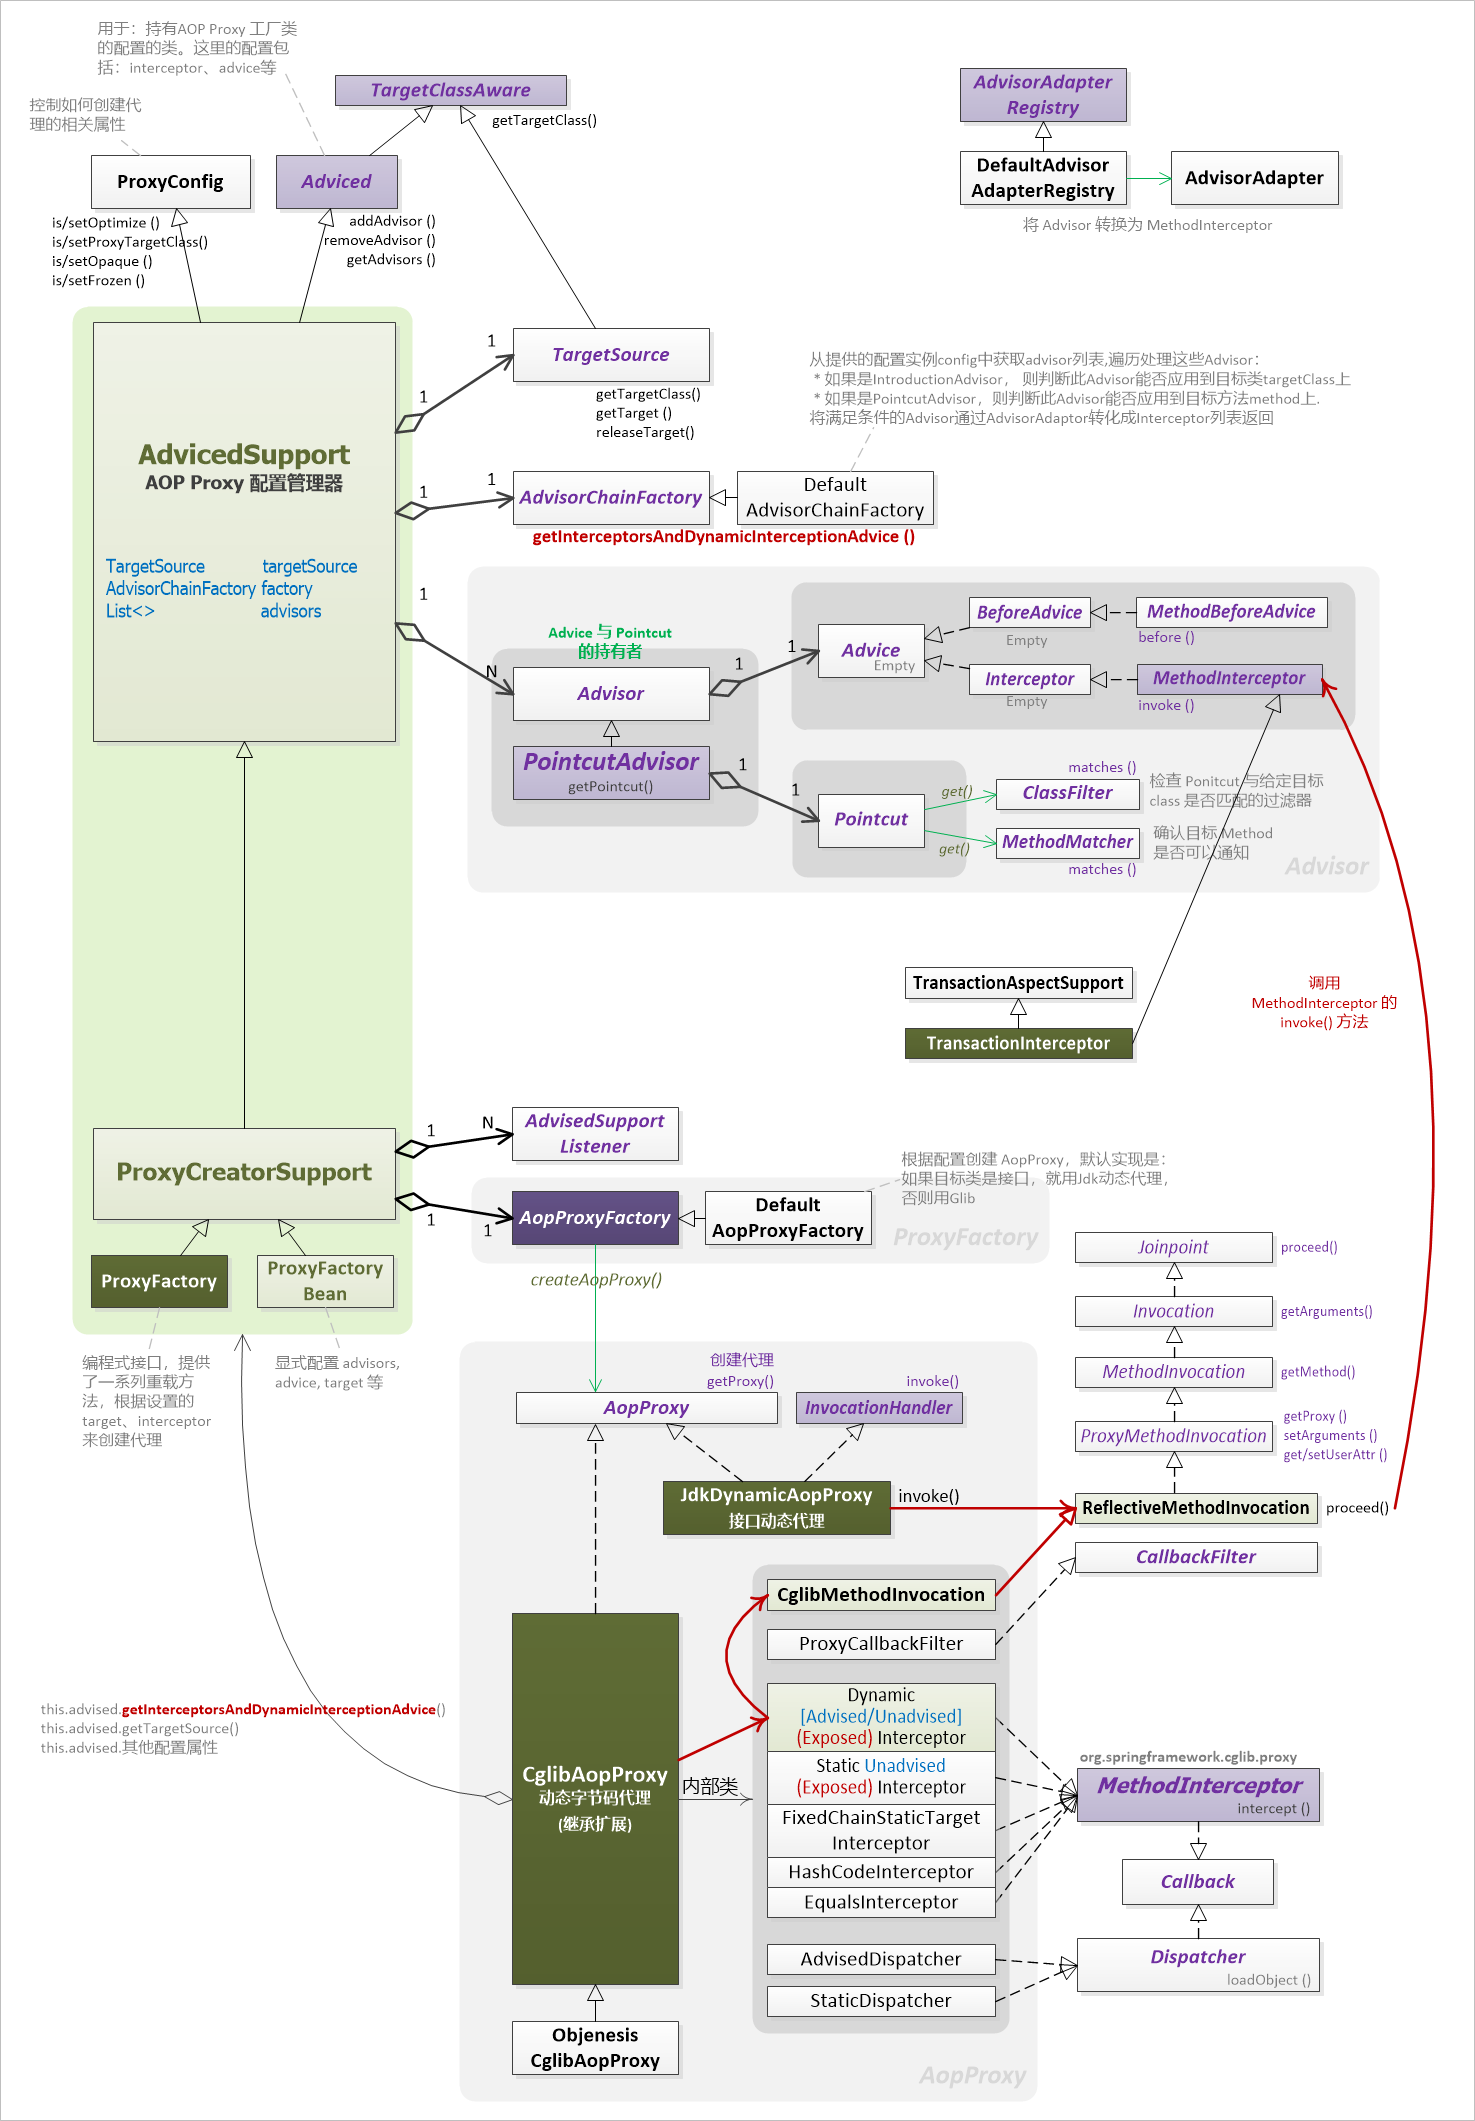 用于：持有AOP Proxy 工厂类
的配置的类。这里的配置包
括：interceptor、advice等
控制如何创建代
理的相关属性
TargetClassAware
getTargetClass()
ProxyConfig
Adviced
is/setOptimize ()
is/setProxyTargetClass()
is/setOpaque ()
is/setFrozen ()
addAdvisor ()
removeAdvisor ()
getAdvisors ()
AdvisorAdapter
Registry
DefaultAdvisor
AdapterRegistry
AdvisorAdapter
将 Advisor 转换为 MethodInterceptor
AdvicedSupport
AOP Proxy 配置管理器
TargetSource targetSource
AdvisorChainFactory factory
List<> advisors
1
1
TargetSource
getTargetClass()
getTarget ()
releaseTarget()
从提供的配置实例config中获取advisor列表,遍历处理这些Advisor：
* 如果是IntroductionAdvisor， 则判断此Advisor能否应用到目标类targetClass上
* 如果是PointcutAdvisor，则判断此Advisor能否应用到目标方法method上.
将满足条件的Advisor通过AdvisorAdaptor转化成Interceptor列表返回
1
1
AdvisorChainFactory
Default
AdvisorChainFactory
getInterceptorsAndDynamicInterceptionAdvice ()
1
N
Advice 与 Pointcut
的持有者
Advisor
PointcutAdvisor
getPointcut()
1
1
Advice
Empty
BeforeAdvice
Empty
MethodBeforeAdvice
before ()
Interceptor
Empty
MethodInterceptor
invoke ()
1
1
Pointcut
get()
get()
matches ()
ClassFilter
检查 Ponitcut 与给定目标
class 是否匹配的过滤器
MethodMatcher
matches ()
确认目标 Method
是否可以通知
Advisor
TransactionAspectSupport
TransactionInterceptor
调用
MethodInterceptor 的
invoke() 方法
ProxyCreatorSupport
1
N
AdvisedSupport
Listener
1
1
AopProxyFactory
Default
AopProxyFactory
根据配置创建 AopProxy，默认实现是：
如果目标类是接口，就用Jdk动态代理，
否则用Glib
ProxyFactory
createAopProxy()
ProxyFactory
ProxyFactory
Bean
编程式接口，提供
了一系列重载方
法，根据设置的
target、interceptor
来创建代理
显式配置 advisors,
advice, target 等
Joinpoint
proceed()
Invocation
getArguments()
MethodInvocation
getMethod()
ProxyMethodInvocation
getProxy ()
setArguments ()
get/setUserAttr ()
ReflectiveMethodInvocation
proceed()
CallbackFilter
创建代理
getProxy()
AopProxy
invoke()
InvocationHandler
JdkDynamicAopProxy
接口动态代理
invoke()
CglibMethodInvocation
ProxyCallbackFilter
Dynamic
[Advised/Unadvised]
(Exposed) Interceptor
Static Unadvised
(Exposed) Interceptor
FixedChainStaticTarget
Interceptor
HashCodeInterceptor
EqualsInterceptor
AdvisedDispatcher
StaticDispatcher
this.advised.getInterceptorsAndDynamicInterceptionAdvice()
this.advised.getTargetSource()
this.advised.其他配置属性
CglibAopProxy
动态字节码代理
(继承扩展)
内部类
Objenesis
CglibAopProxy
org.springframework.cglib.proxy
MethodInterceptor
intercept ()
Callback
Dispatcher
loadObject ()
AopProxy